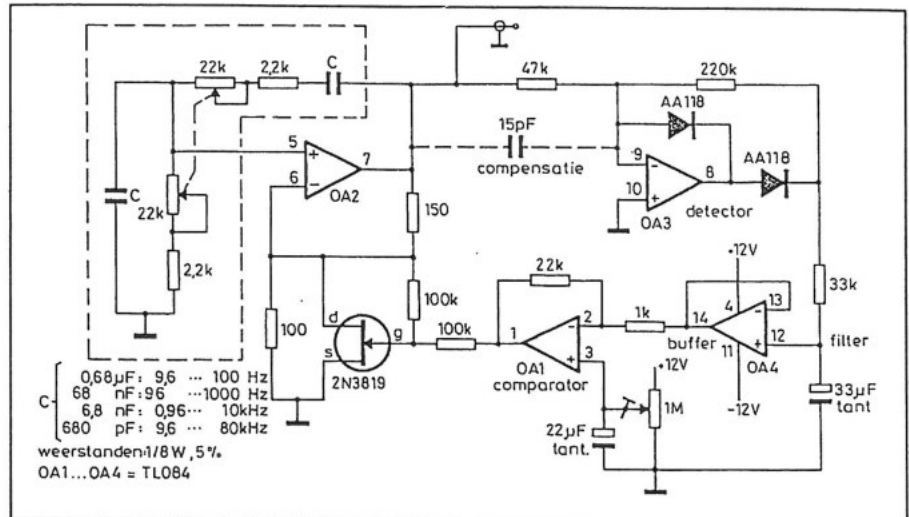 22k
2,2k
C
47k
220k
AA118
15pF
compensatie
5
+
6
-
7
OA2
C
22k
2,2k
150
9
-
10
+
8
OA3
detector
AA118
22k
100k
+12V
33k
100
d
g
s
2N3819
100k
1
2
-
3
+
OA1
comparator
1k
14
buffer
4
13
-
12
+
11
OA4
filter
-12V
+12V
1M
22µF
tant.
33µF
tant
C
0,68µF: 9,6 ... 100 Hz
68 nF: 96 ... 1000 Hz
6,8 nF: 0,96... 10kHz
680 pF: 9,6 ... 80kHz
weerstanden:1/8W,5%
OA1...OA4 = TL084